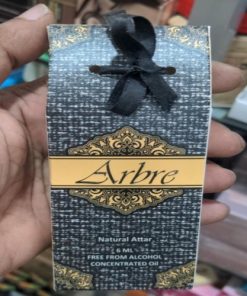 Arbre
Natural Attar
6 ML
FREE FROM ALCOHOL
CONCENTRATED OIL